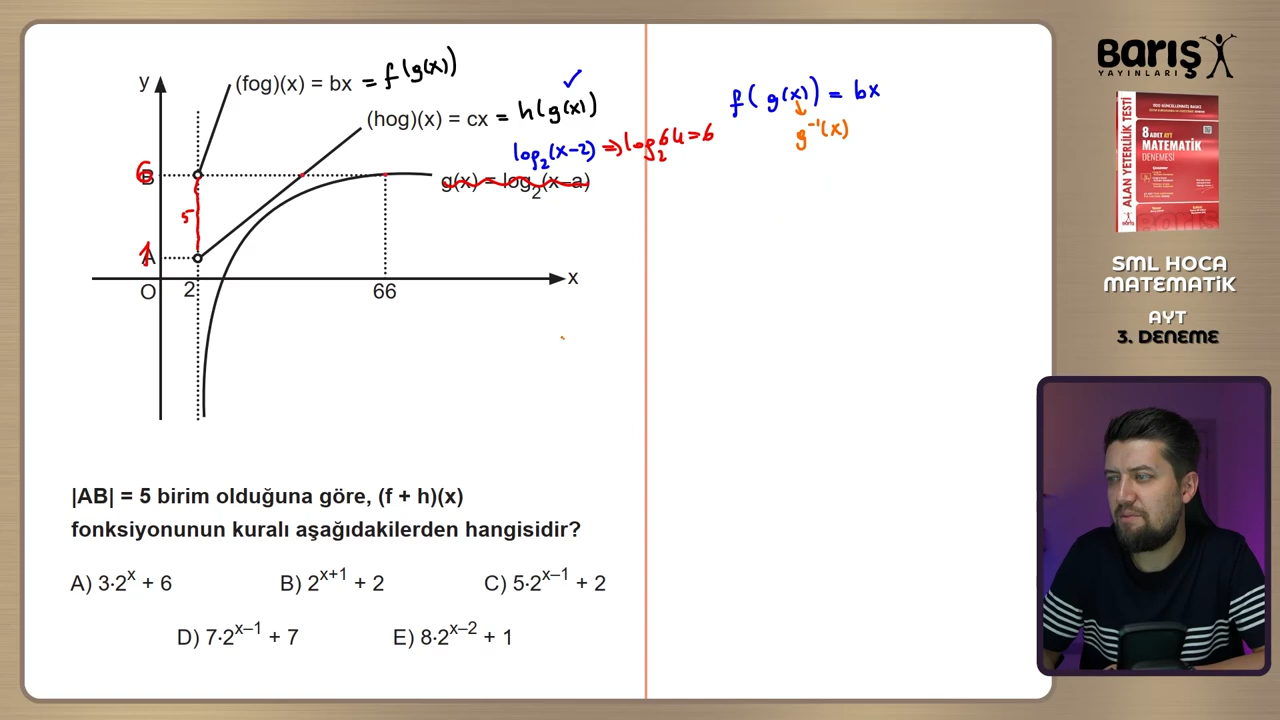 y
(fog)(x) = bx = f(g(x))
✓
(hog)(x) = cx = h(g(x))
log₂(x-2) ⇒ log₂64=6
g(x) = log₂(x–a)
6
B
5
1
A
O
2
66
x
f(g(x)) = bx
g⁻¹(x)
|AB| = 5 birim olduğuna göre, (f + h)(x)
fonksiyonunun kuralı aşağıdakilerden hangisidir?
A) 3·2^x + 6
B) 2^{x+1} + 2
C) 5·2^{x–1} + 2
D) 7·2^{x–1} + 7
E) 8·2^{x–2} + 1
BARIŞ
YAYINLARI
ALAN YETERLİLİK TESTİ
8 ADET AYT
MATEMATİK
DENEMESİ
BARIŞ
SML HOCA
MATEMATİK
AYT
3. DENEME